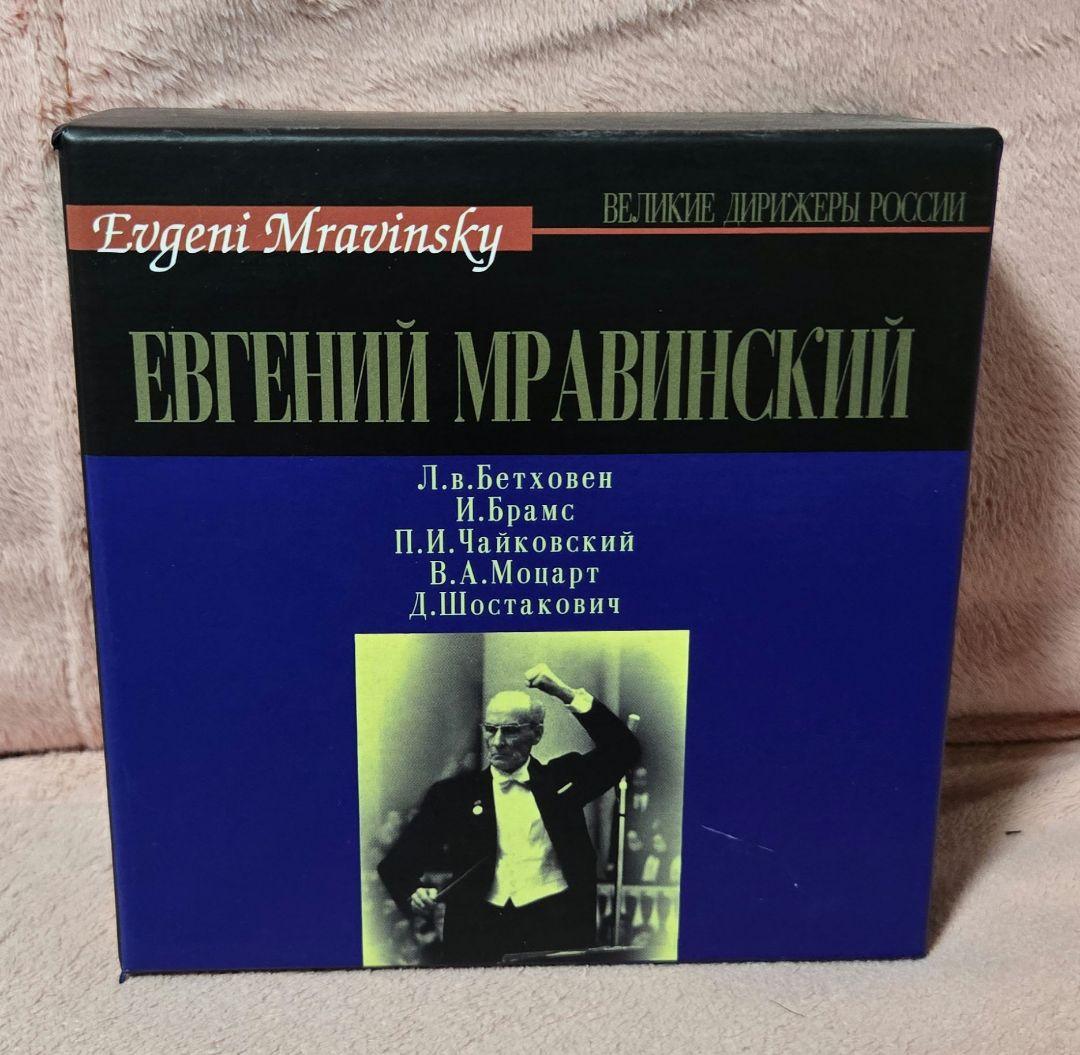 Evgeni Mravinsky
ВЕЛИКИЕ ДИРИЖЕРЫ РОССИИ
ЕВГЕНИЙ МРАВИНСКИЙ
Л.в.Бетховен
И.Брамс
П.И.Чайковский
В.А.Моцарт
Д.Шостакович